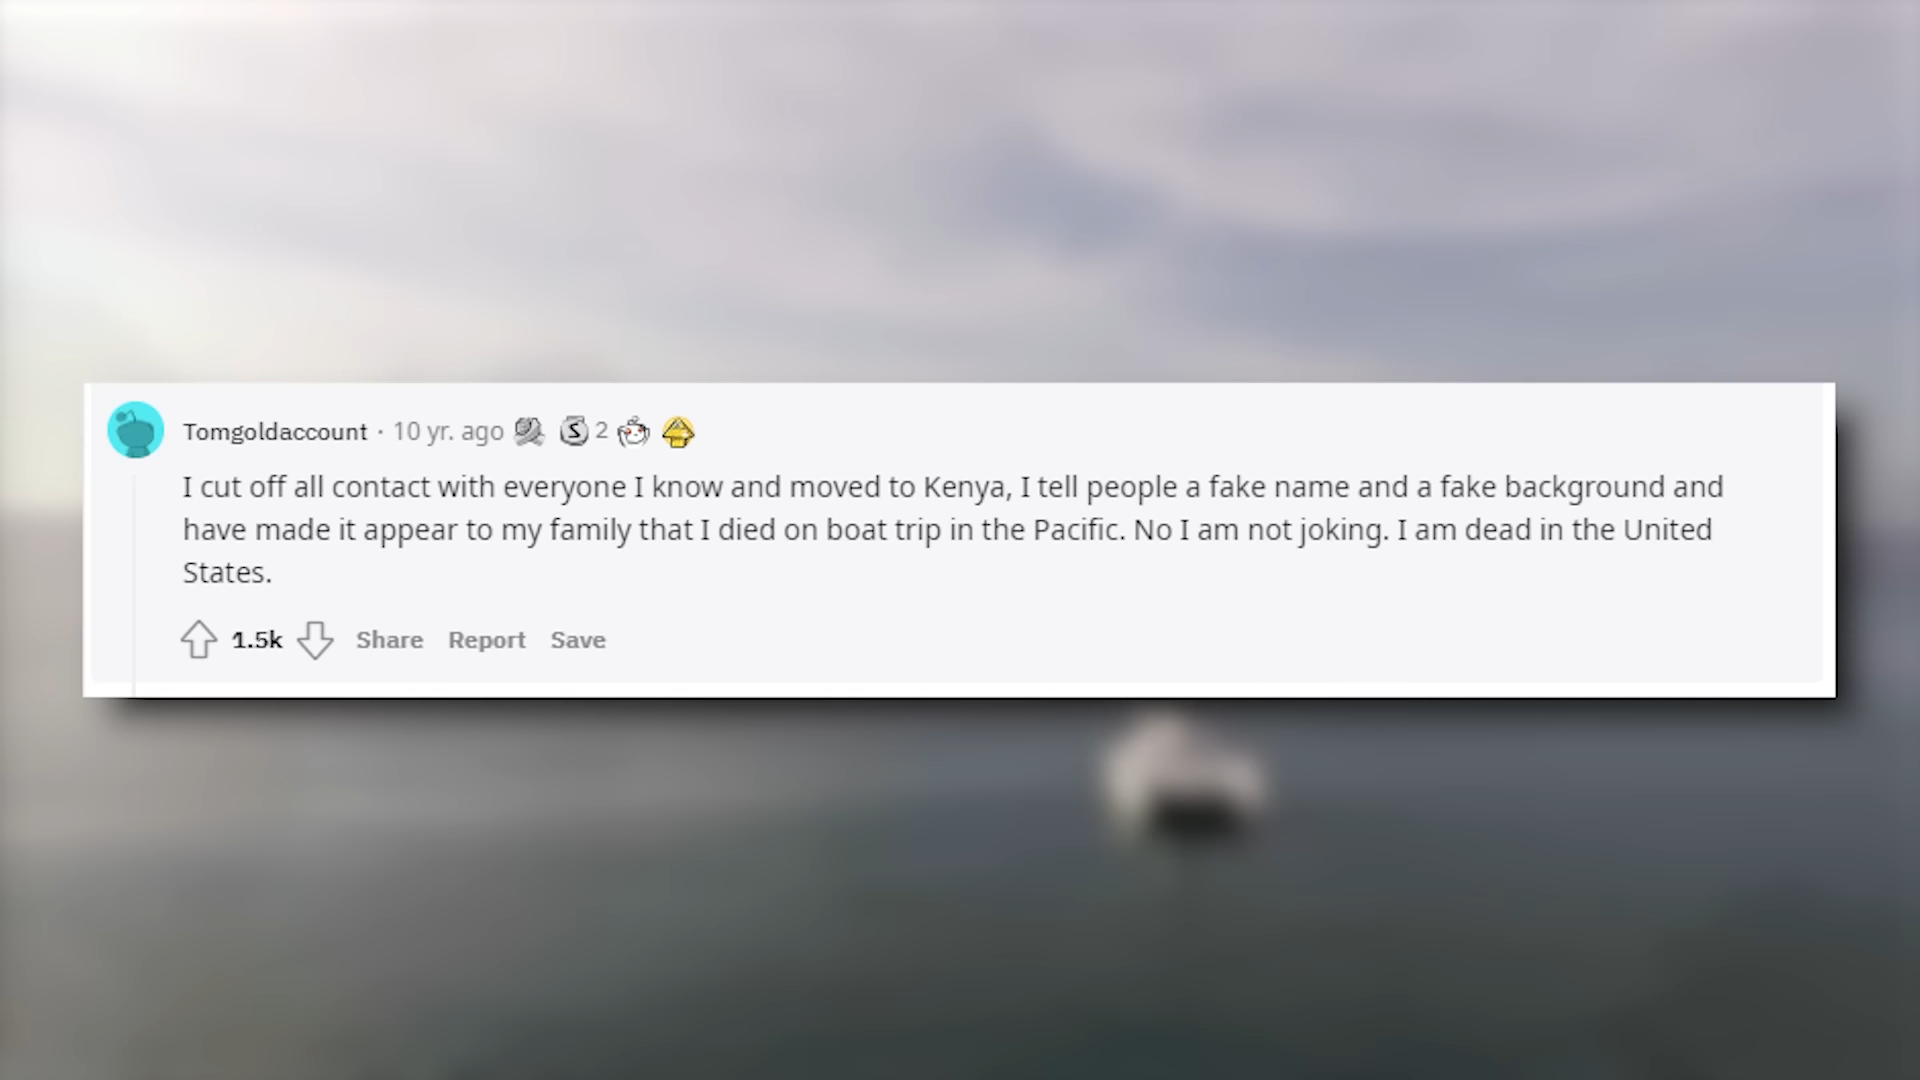 Tomgoldaccount · 10 yr. ago 2
I cut off all contact with everyone I know and moved to Kenya, I tell people a fake name and a fake background and
have made it appear to my family that I died on boat trip in the Pacific. No I am not joking. I am dead in the United
States.
1.5k Share Report Save